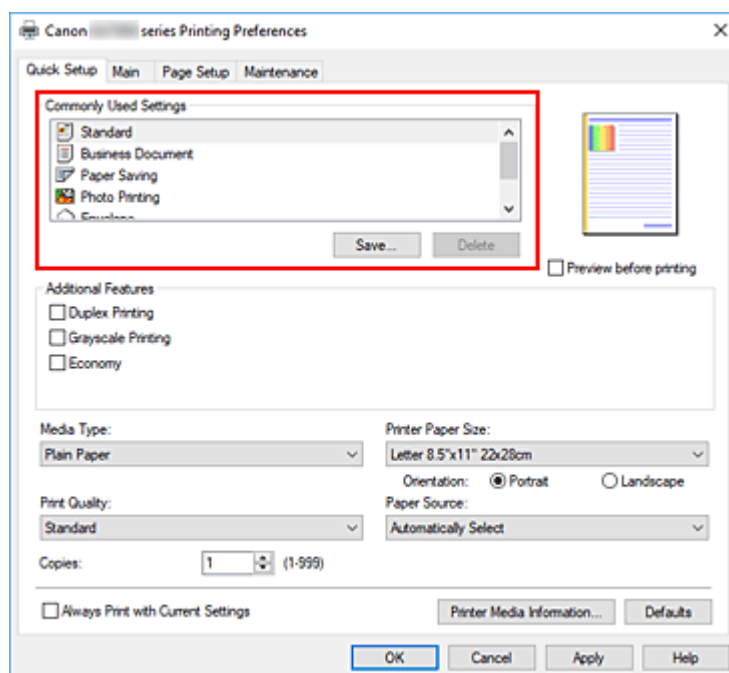 Canon series Printing Preferences
Quick Setup Main Page Setup Maintenance
Commonly Used Settings
Standard
Business Document
Paper Saving
Photo Printing
Save... Delete
Preview before printing
Additional Features
Duplex Printing
Grayscale Printing
Economy
Media Type: Printer Paper Size:
Plain Paper Letter 8.5"x11" 22x28cm
Orientation: Portrait Landscape
Print Quality: Paper Source:
Standard Automatically Select
Copies: 1 (1-999)
Always Print with Current Settings Printer Media Information... Defaults
OK Cancel Apply Help